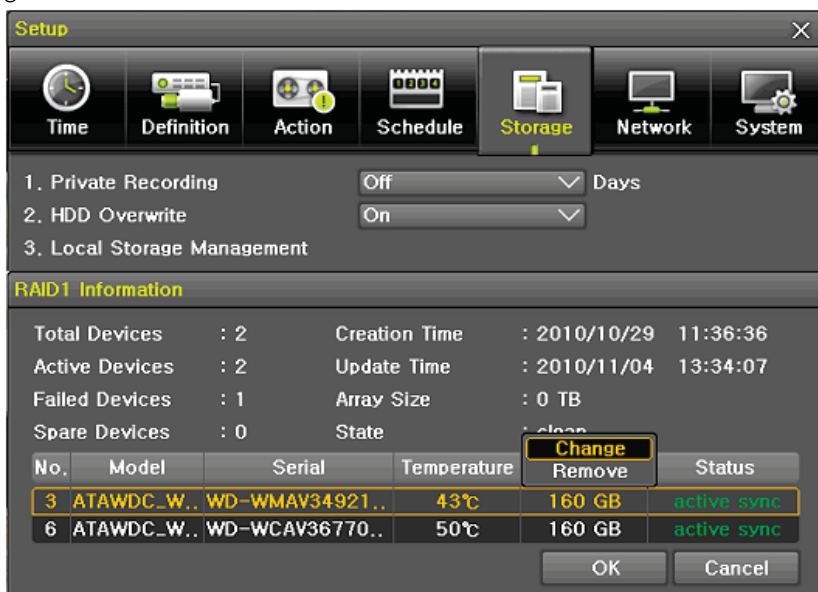 Setup
Time Definition Action Schedule Storage Network System
1. Private Recording Off Days
2. HDD Overwrite On
3. Local Storage Management
RAID1 Information
Total Devices : 2 Creation Time : 2010/10/29 11:36:36
Active Devices : 2 Update Time : 2010/11/04 13:34:07
Failed Devices : 1 Array Size : 0 TB
Spare Devices : 0 State : clean
Change
Remove
No. Model Serial Temperature Status
3 ATAWDC_W.. WD-WMAV34921.. 43℃ 160 GB active sync
6 ATAWDC_W.. WD-WCAV36770.. 50℃ 160 GB active sync
OK Cancel